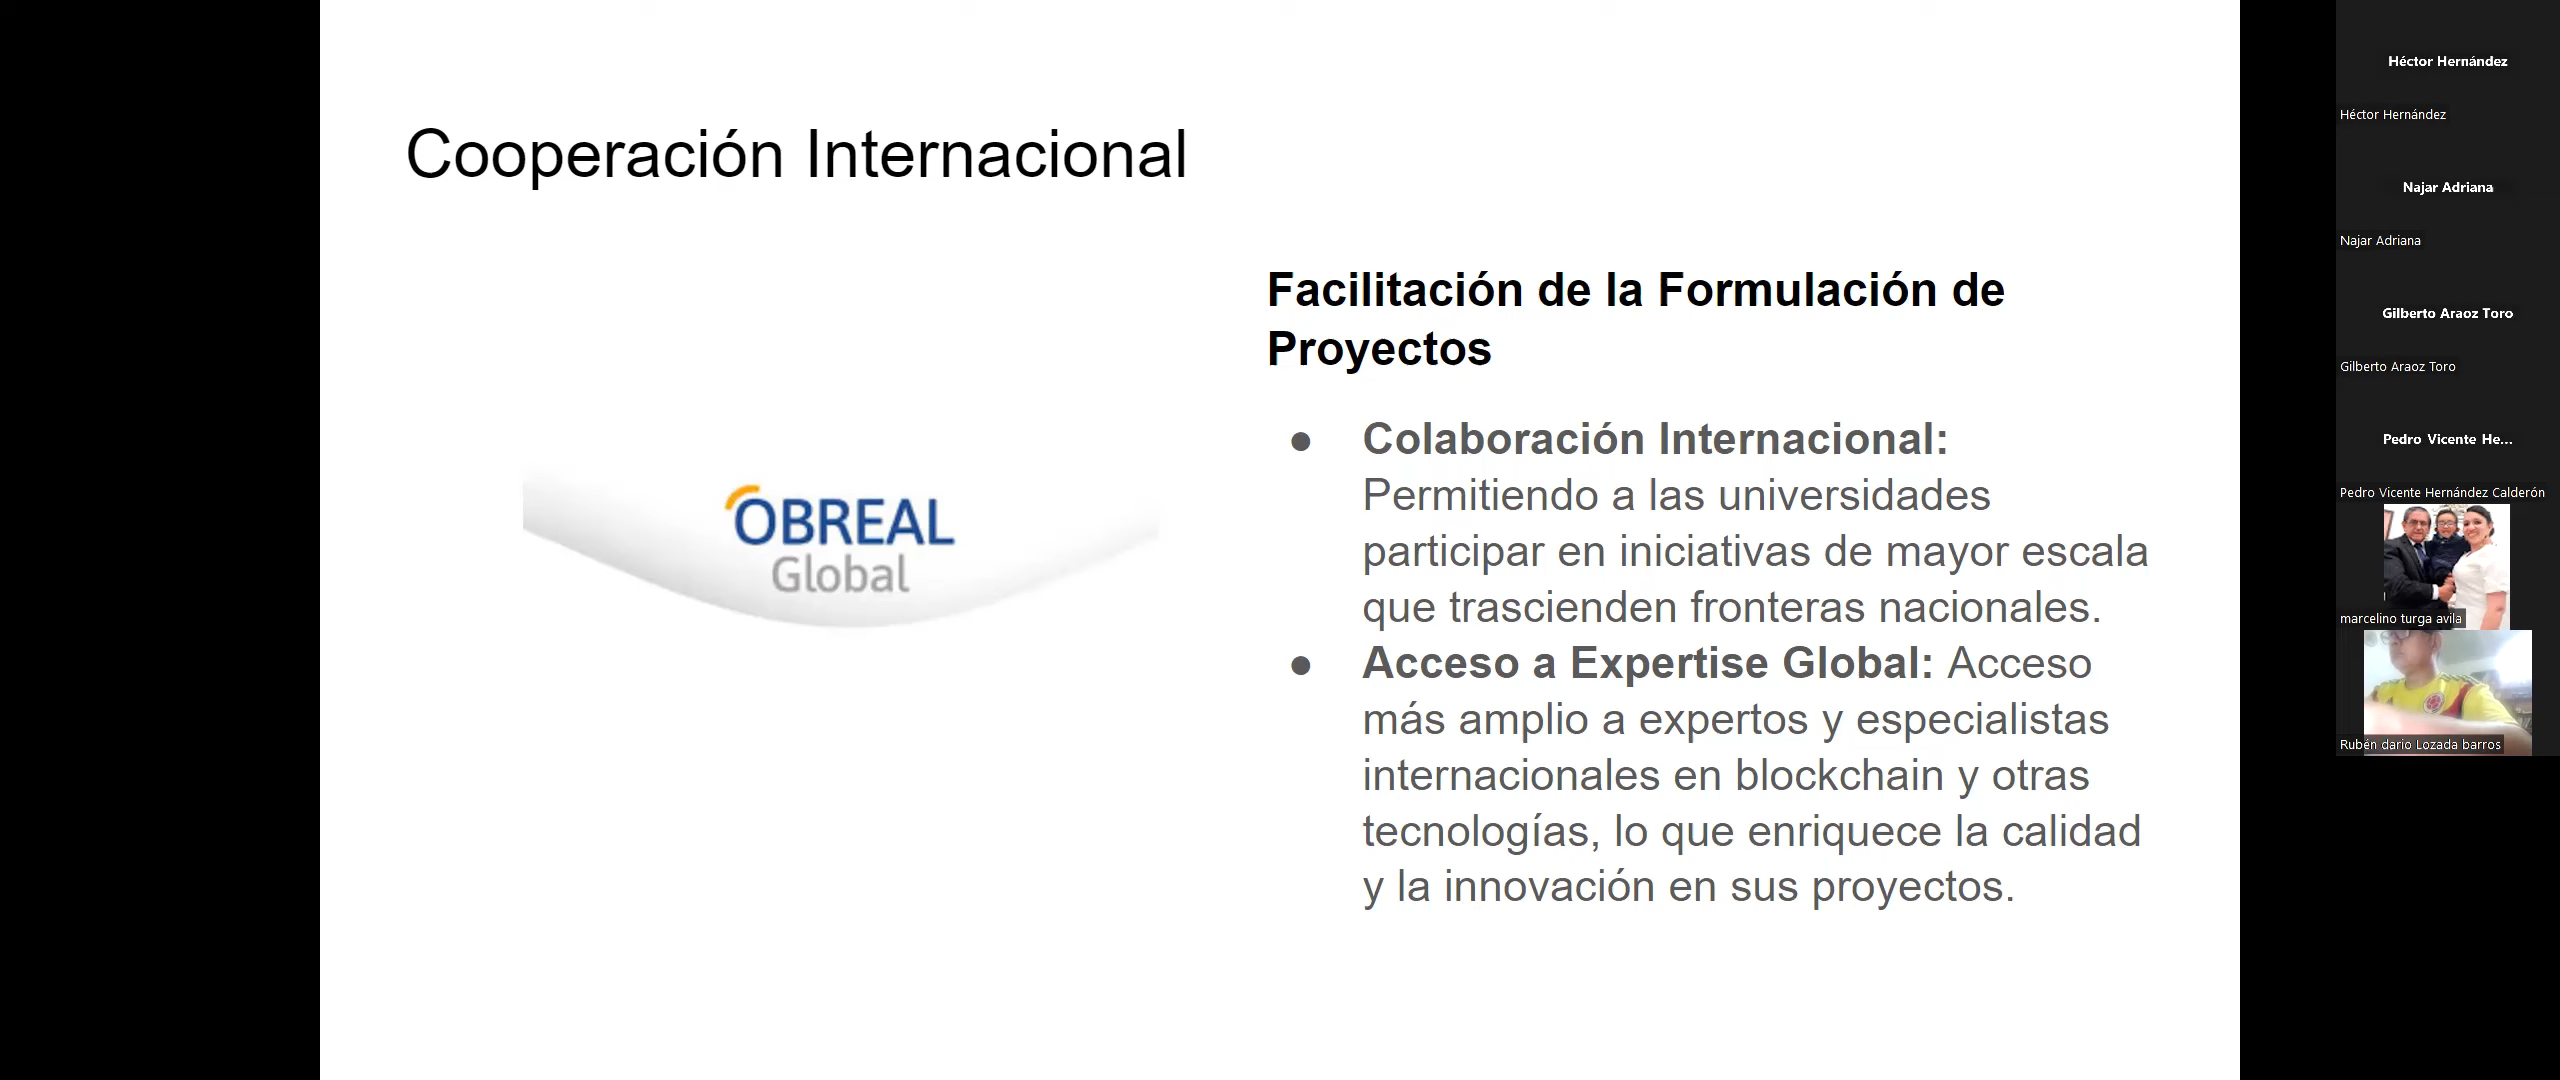 Cooperación Internacional
OBREAL
Global
Facilitación de la Formulación de
Proyectos
● Colaboración Internacional:
Permitiendo a las universidades
participar en iniciativas de mayor escala
que trascienden fronteras nacionales.
● Acceso a Expertise Global: Acceso
más amplio a expertos y especialistas
internacionales en blockchain y otras
tecnologías, lo que enriquece la calidad
y la innovación en sus proyectos.
Héctor Hernández
Héctor Hernández
Najar Adriana
Najar Adriana
Gilberto Araoz Toro
Gilberto Araoz Toro
Pedro Vicente He...
Pedro Vicente Hernández Calderón
marcelino turga avila
Rubén dario Lozada barros